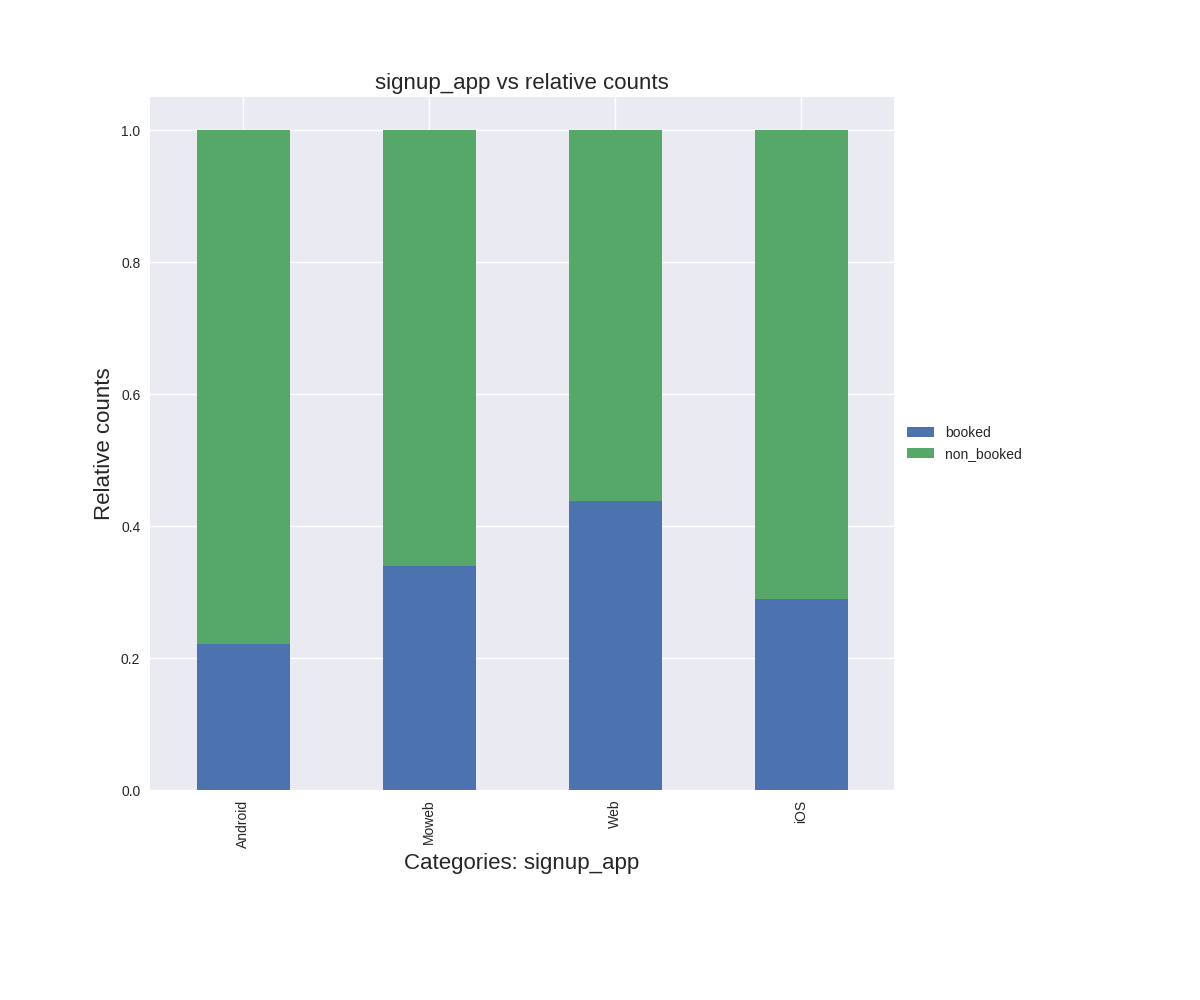 signup_app vs relative counts
1.0
0.8
0.6
0.4
0.2
0.0
Relative counts
Android
Moweb
Web
iOS
Categories: signup_app
booked
non_booked